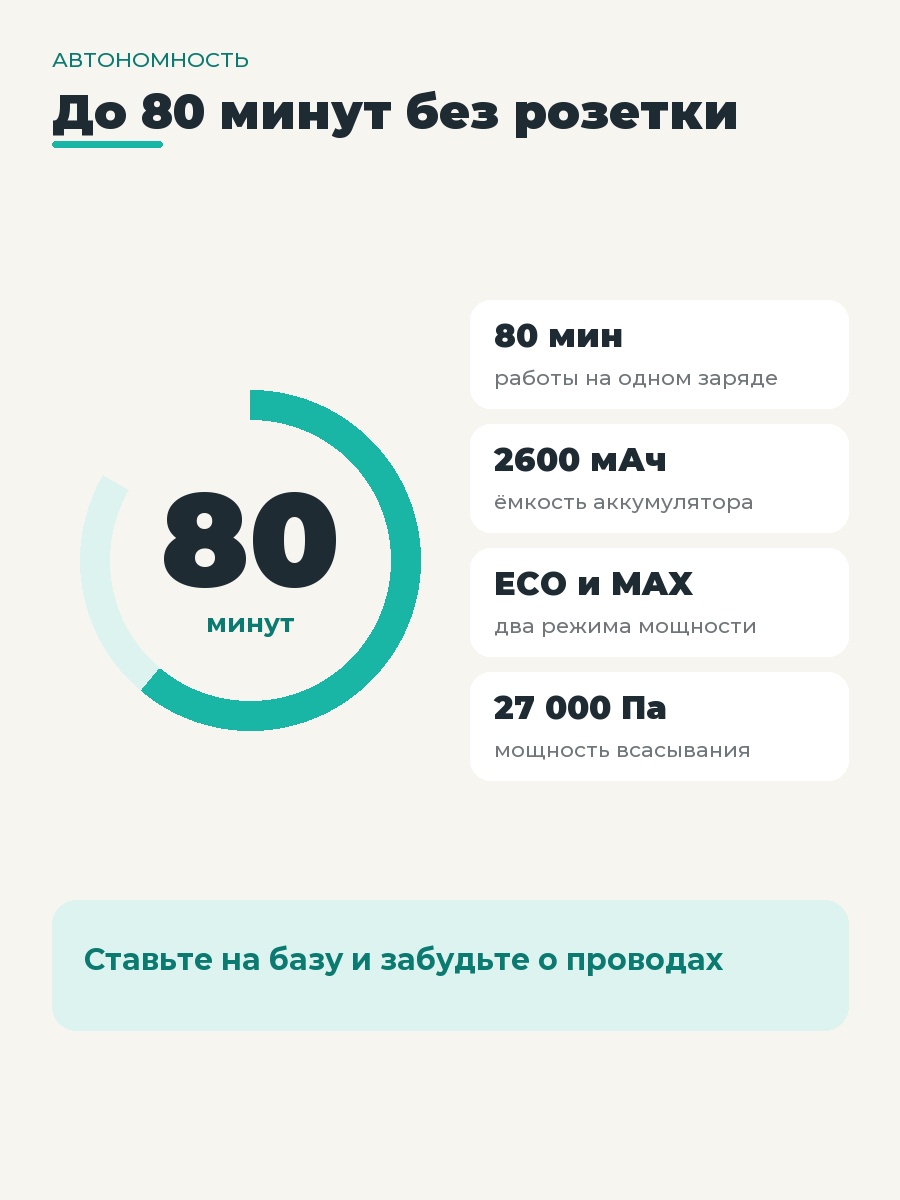 АВТОНОМНОСТЬ
До 80 минут без розетки
80
минут
80 мин
работы на одном заряде
2600 мАч
ёмкость аккумулятора
ECO и MAX
два режима мощности
27 000 Па
мощность всасывания
Ставьте на базу и забудьте о проводах